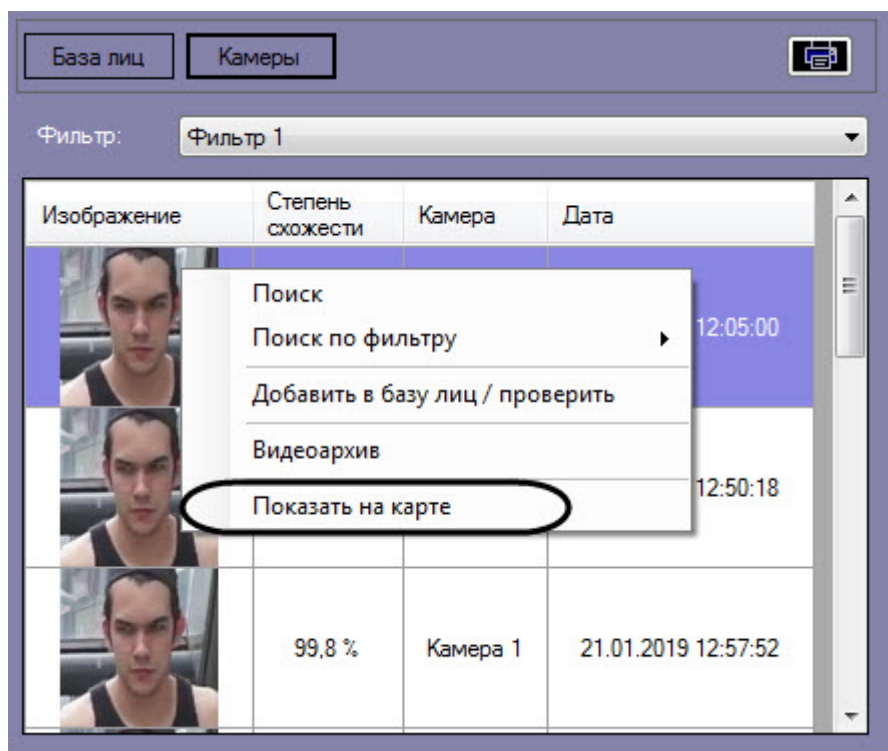 База лиц
Камеры
Фильтр:
Фильтр 1
Изображение
Степень
схожести
Камера
Дата
Поиск
Поиск по фильтру
12:05:00
Добавить в базу лиц / проверить
Видеоархив
12:50:18
Показать на карте
99,8 %
Камера 1
21.01.2019 12:57:52